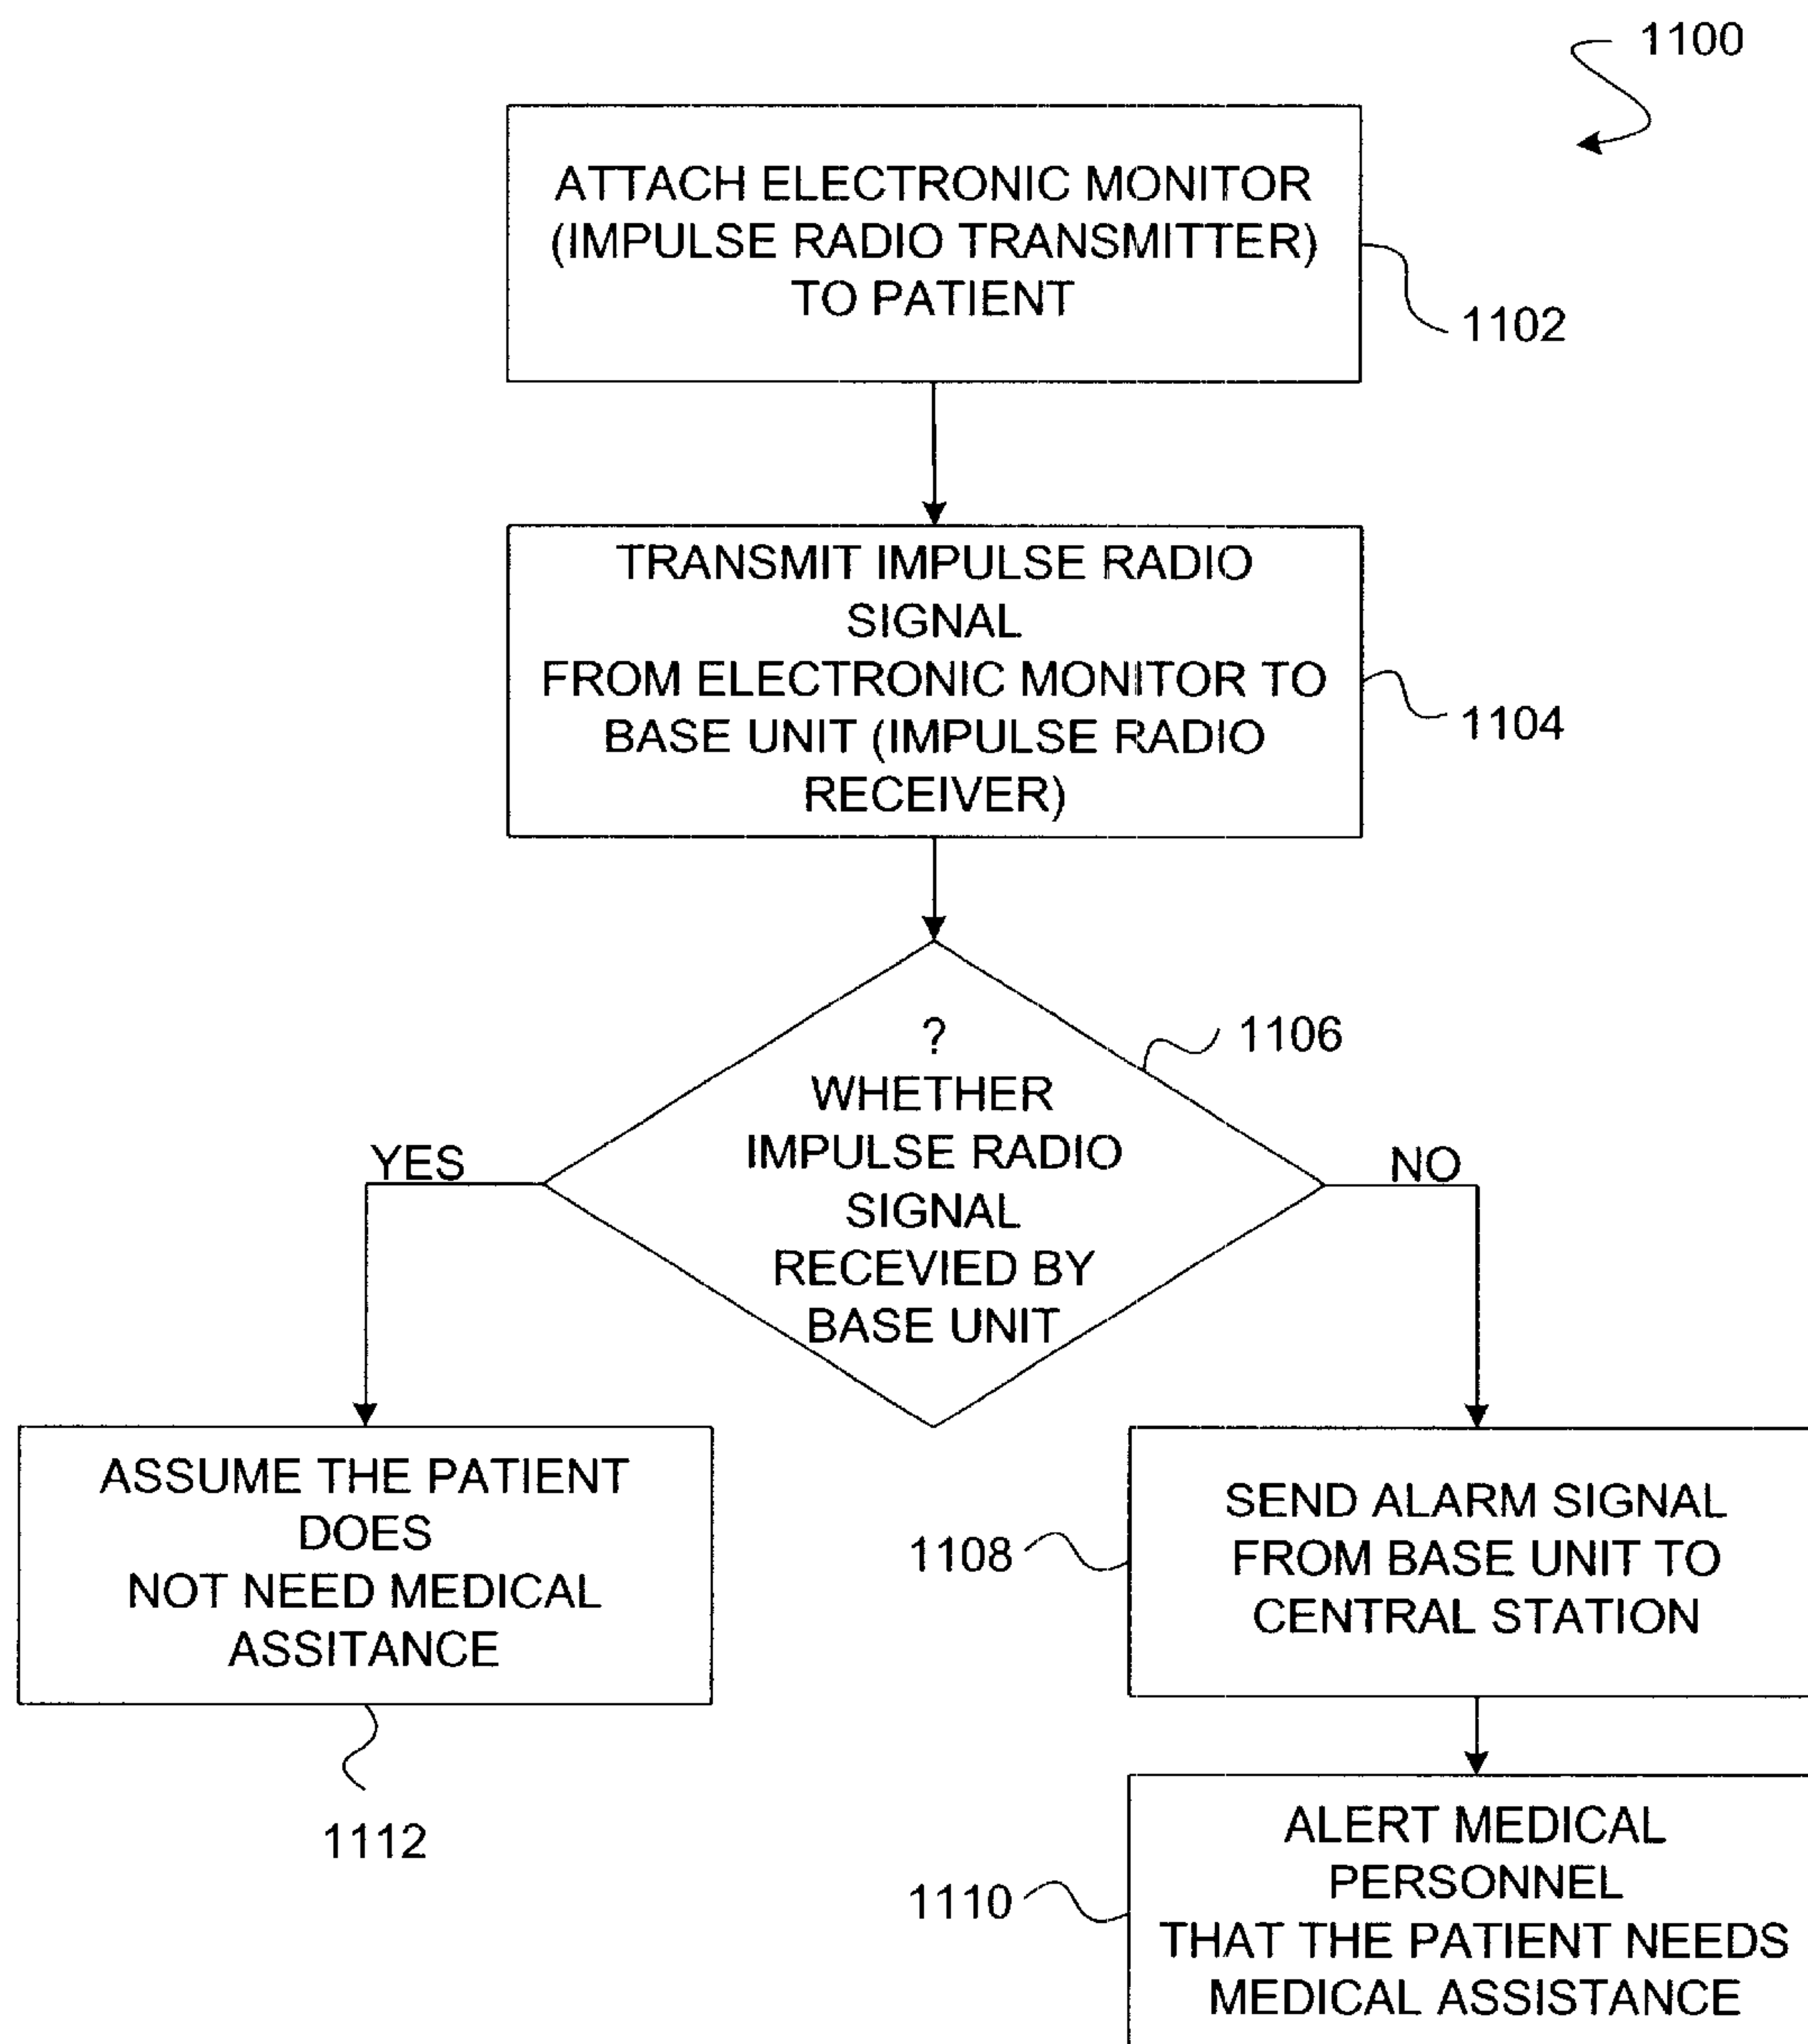 1100
ATTACH ELECTRONIC MONITOR
(IMPULSE RADIO TRANSMITTER)
TO PATIENT
1102
TRANSMIT IMPULSE RADIO
SIGNAL
FROM ELECTRONIC MONITOR TO
BASE UNIT (IMPULSE RADIO
RECEIVER)
1104
?
WHETHER
IMPULSE RADIO
SIGNAL
RECEVIED BY
BASE UNIT
1106
YES
NO
ASSUME THE PATIENT
DOES
NOT NEED MEDICAL
ASSITANCE
1112
SEND ALARM SIGNAL
FROM BASE UNIT TO
CENTRAL STATION
1108
ALERT MEDICAL
PERSONNEL
THAT THE PATIENT NEEDS
MEDICAL ASSISTANCE
1110